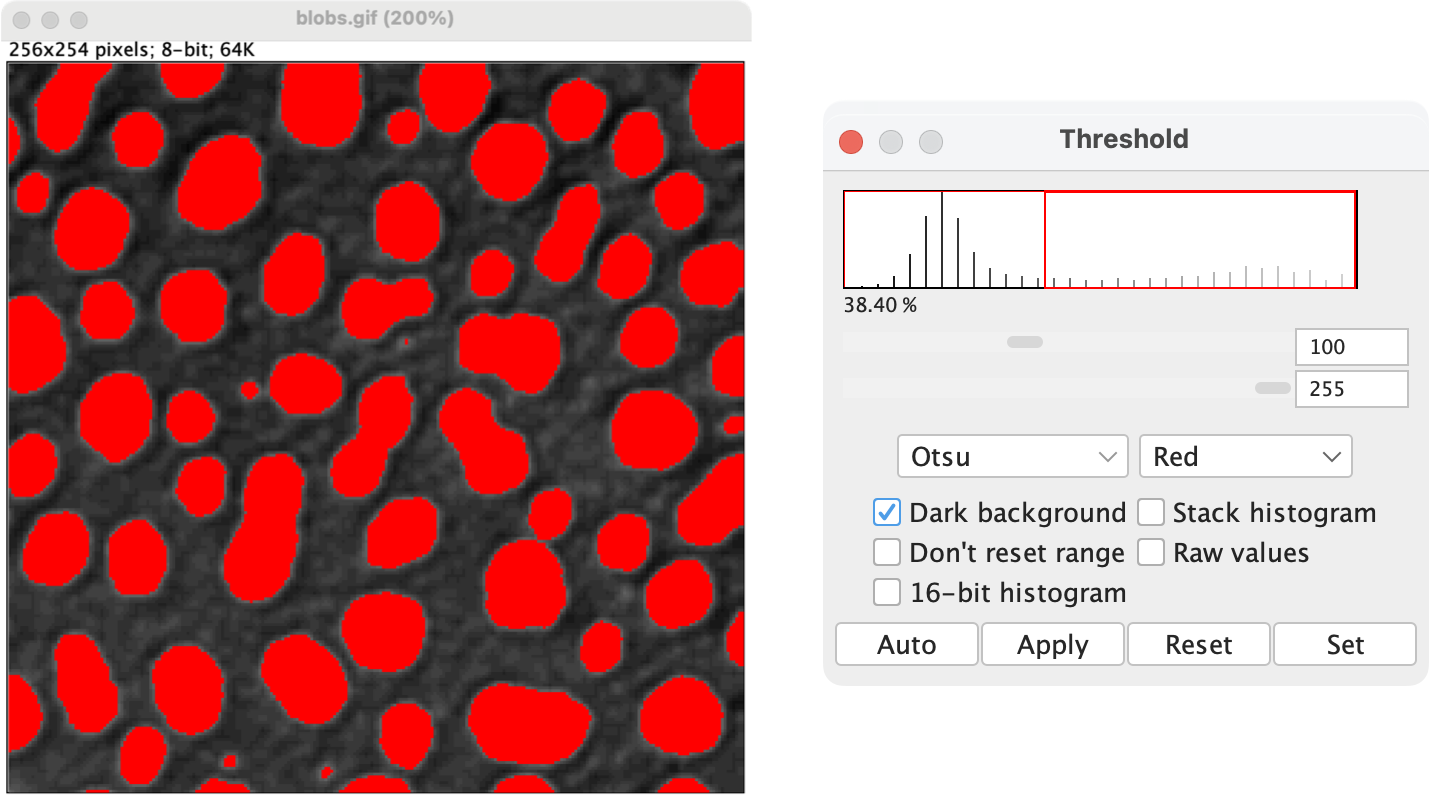 blobs.gif (200%)
256x254 pixels; 8-bit; 64K
Threshold
38.40 %
100
255
Otsu
Red
Dark background
Stack histogram
Don't reset range
Raw values
16-bit histogram
Auto
Apply
Reset
Set